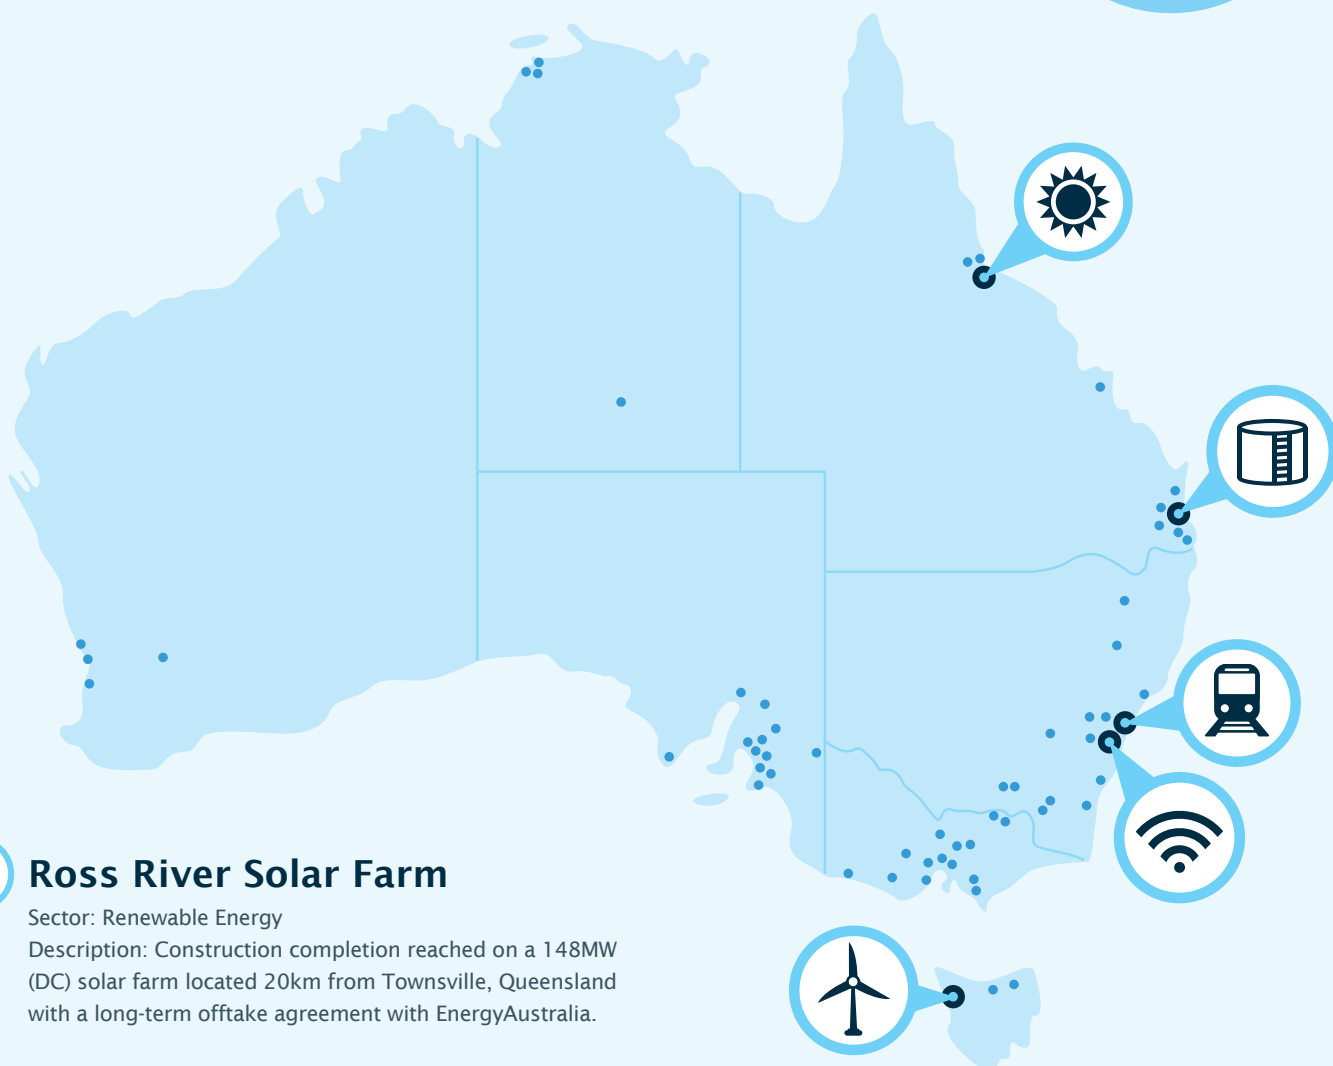 Ross River Solar Farm
Sector: Renewable Energy
Description: Construction completion reached on a 148MW
(DC) solar farm located 20km from Townsville, Queensland
with a long-term offtake agreement with EnergyAustralia.